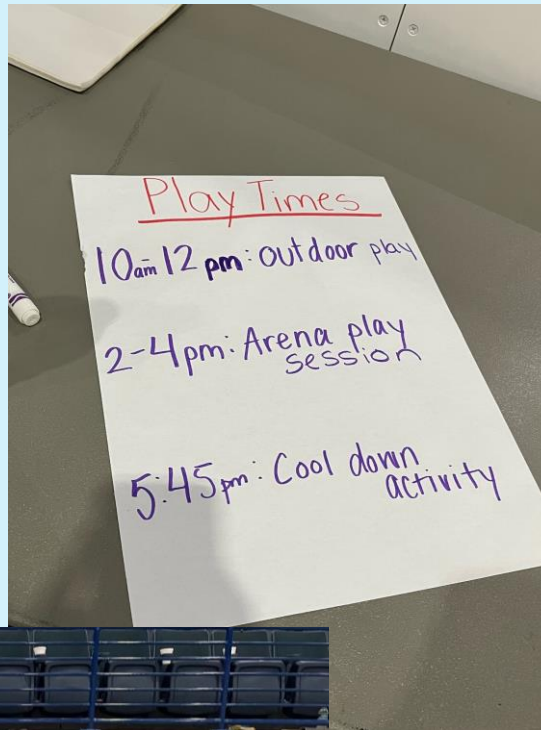 Play Times
10am-12 pm: outdoor play
2-4pm: Arena play
session
5:45pm: Cool down
activity